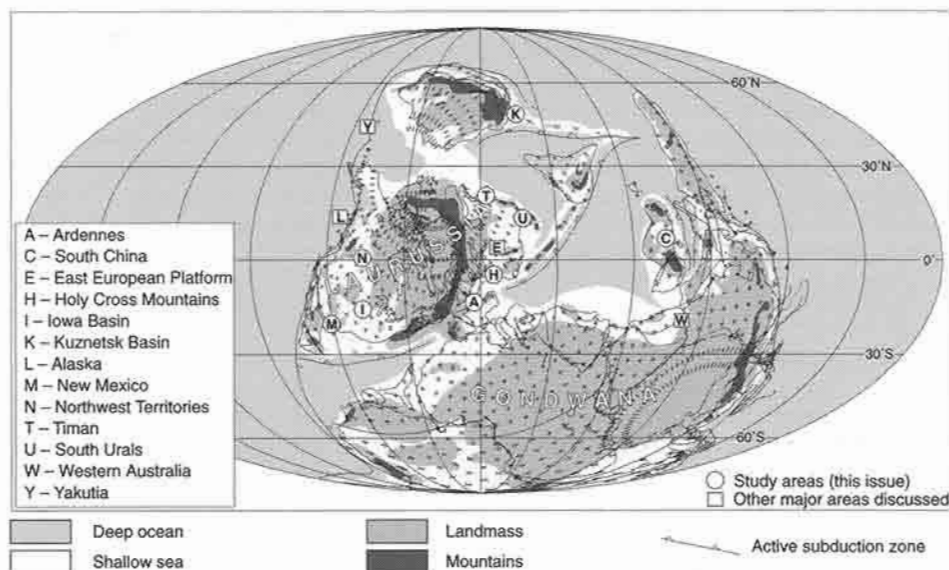 60°N
K
Y
30°N
T
L
U
A – Ardennes
C – South China
E – East European Platform
H – Holy Cross Mountains
I – Iowa Basin
K – Kuznetsk Basin
L – Alaska
M – New Mexico
N – Northwest Territories
T – Timan
U – South Urals
W – Western Australia
Y – Yakutia
C
E
N
0°
H
A
I
M
W
30°S
GONDWANA
60°S
Study areas (this issue)
Other major areas discussed
Deep ocean
Landmass
Active subduction zone
Shallow sea
Mountains